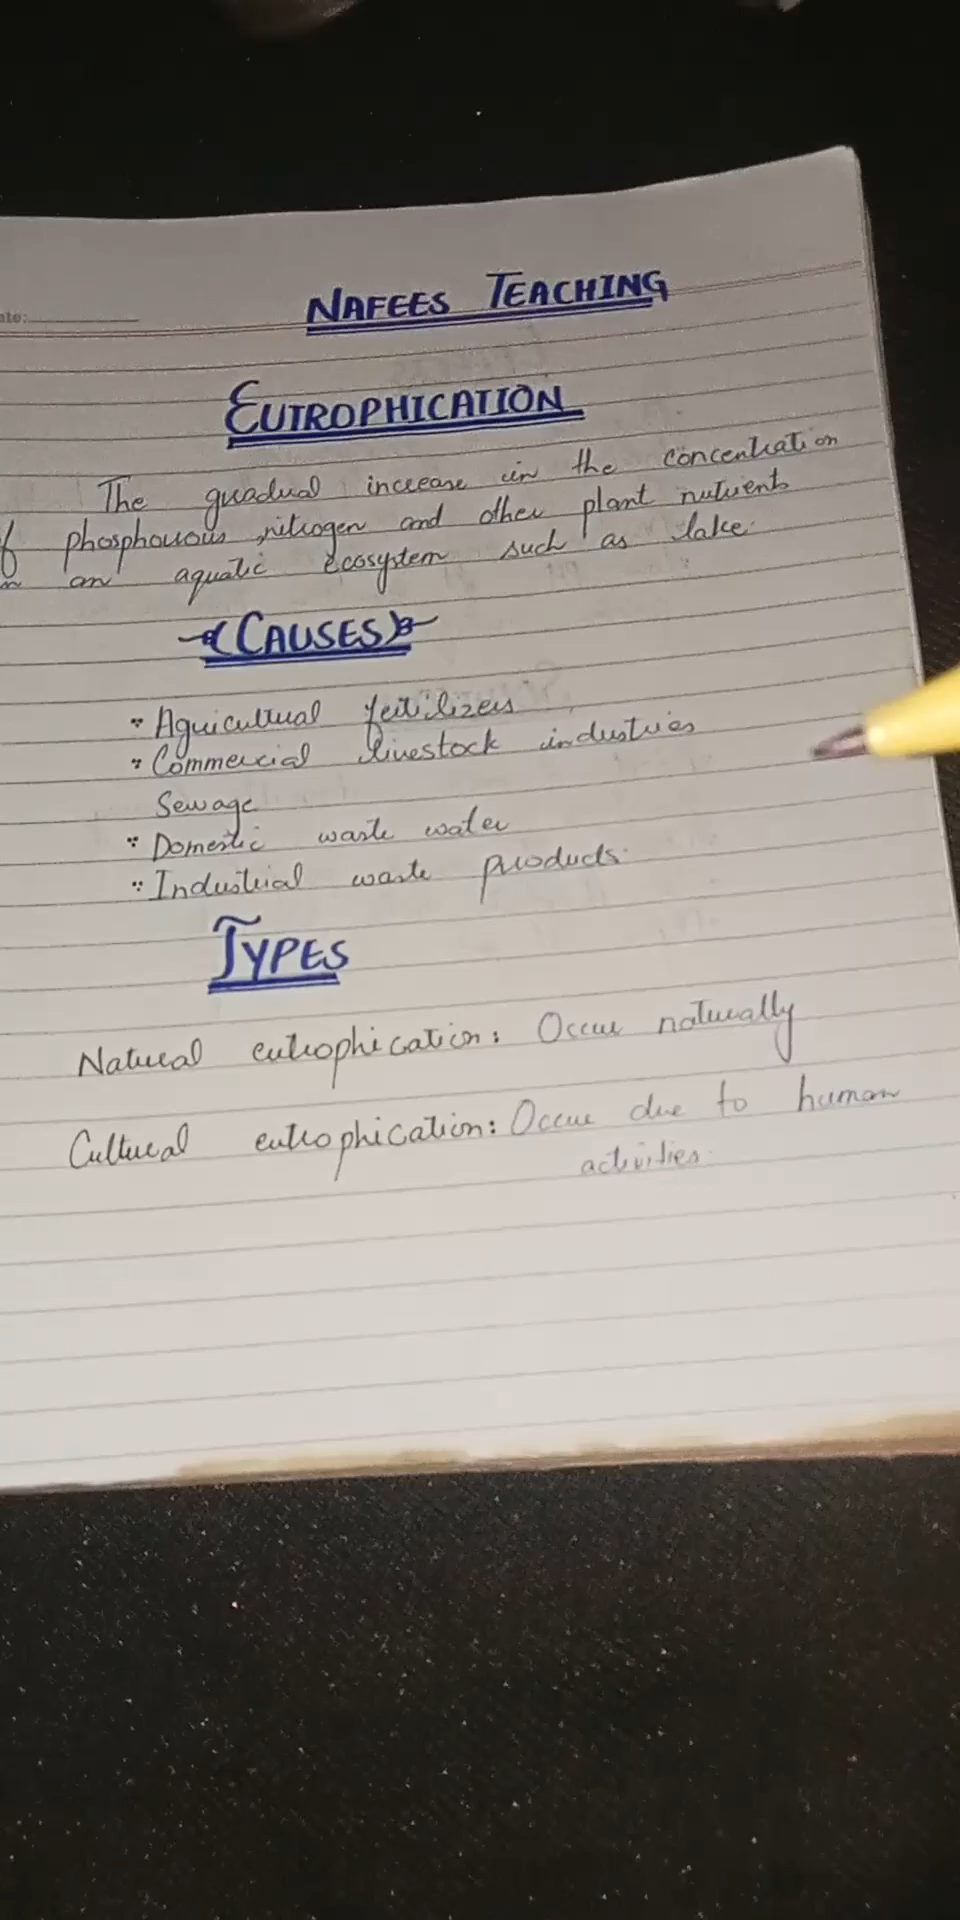 ate:
NAFEES TEACHING
EUTROPHICATION
The gradual increase in the concentration
of phosphorous, nitrogen and other plant nutrients
in an aquatic ecosystem such as lake.
CAUSES
Agricultural fertilizers
Commercial livestock industries
Sewage
Domestic waste water
Industrial waste products.
TYPES
Natural eutrophication: Occur naturally
Cultural eutrophication: Occur due to human
activities.